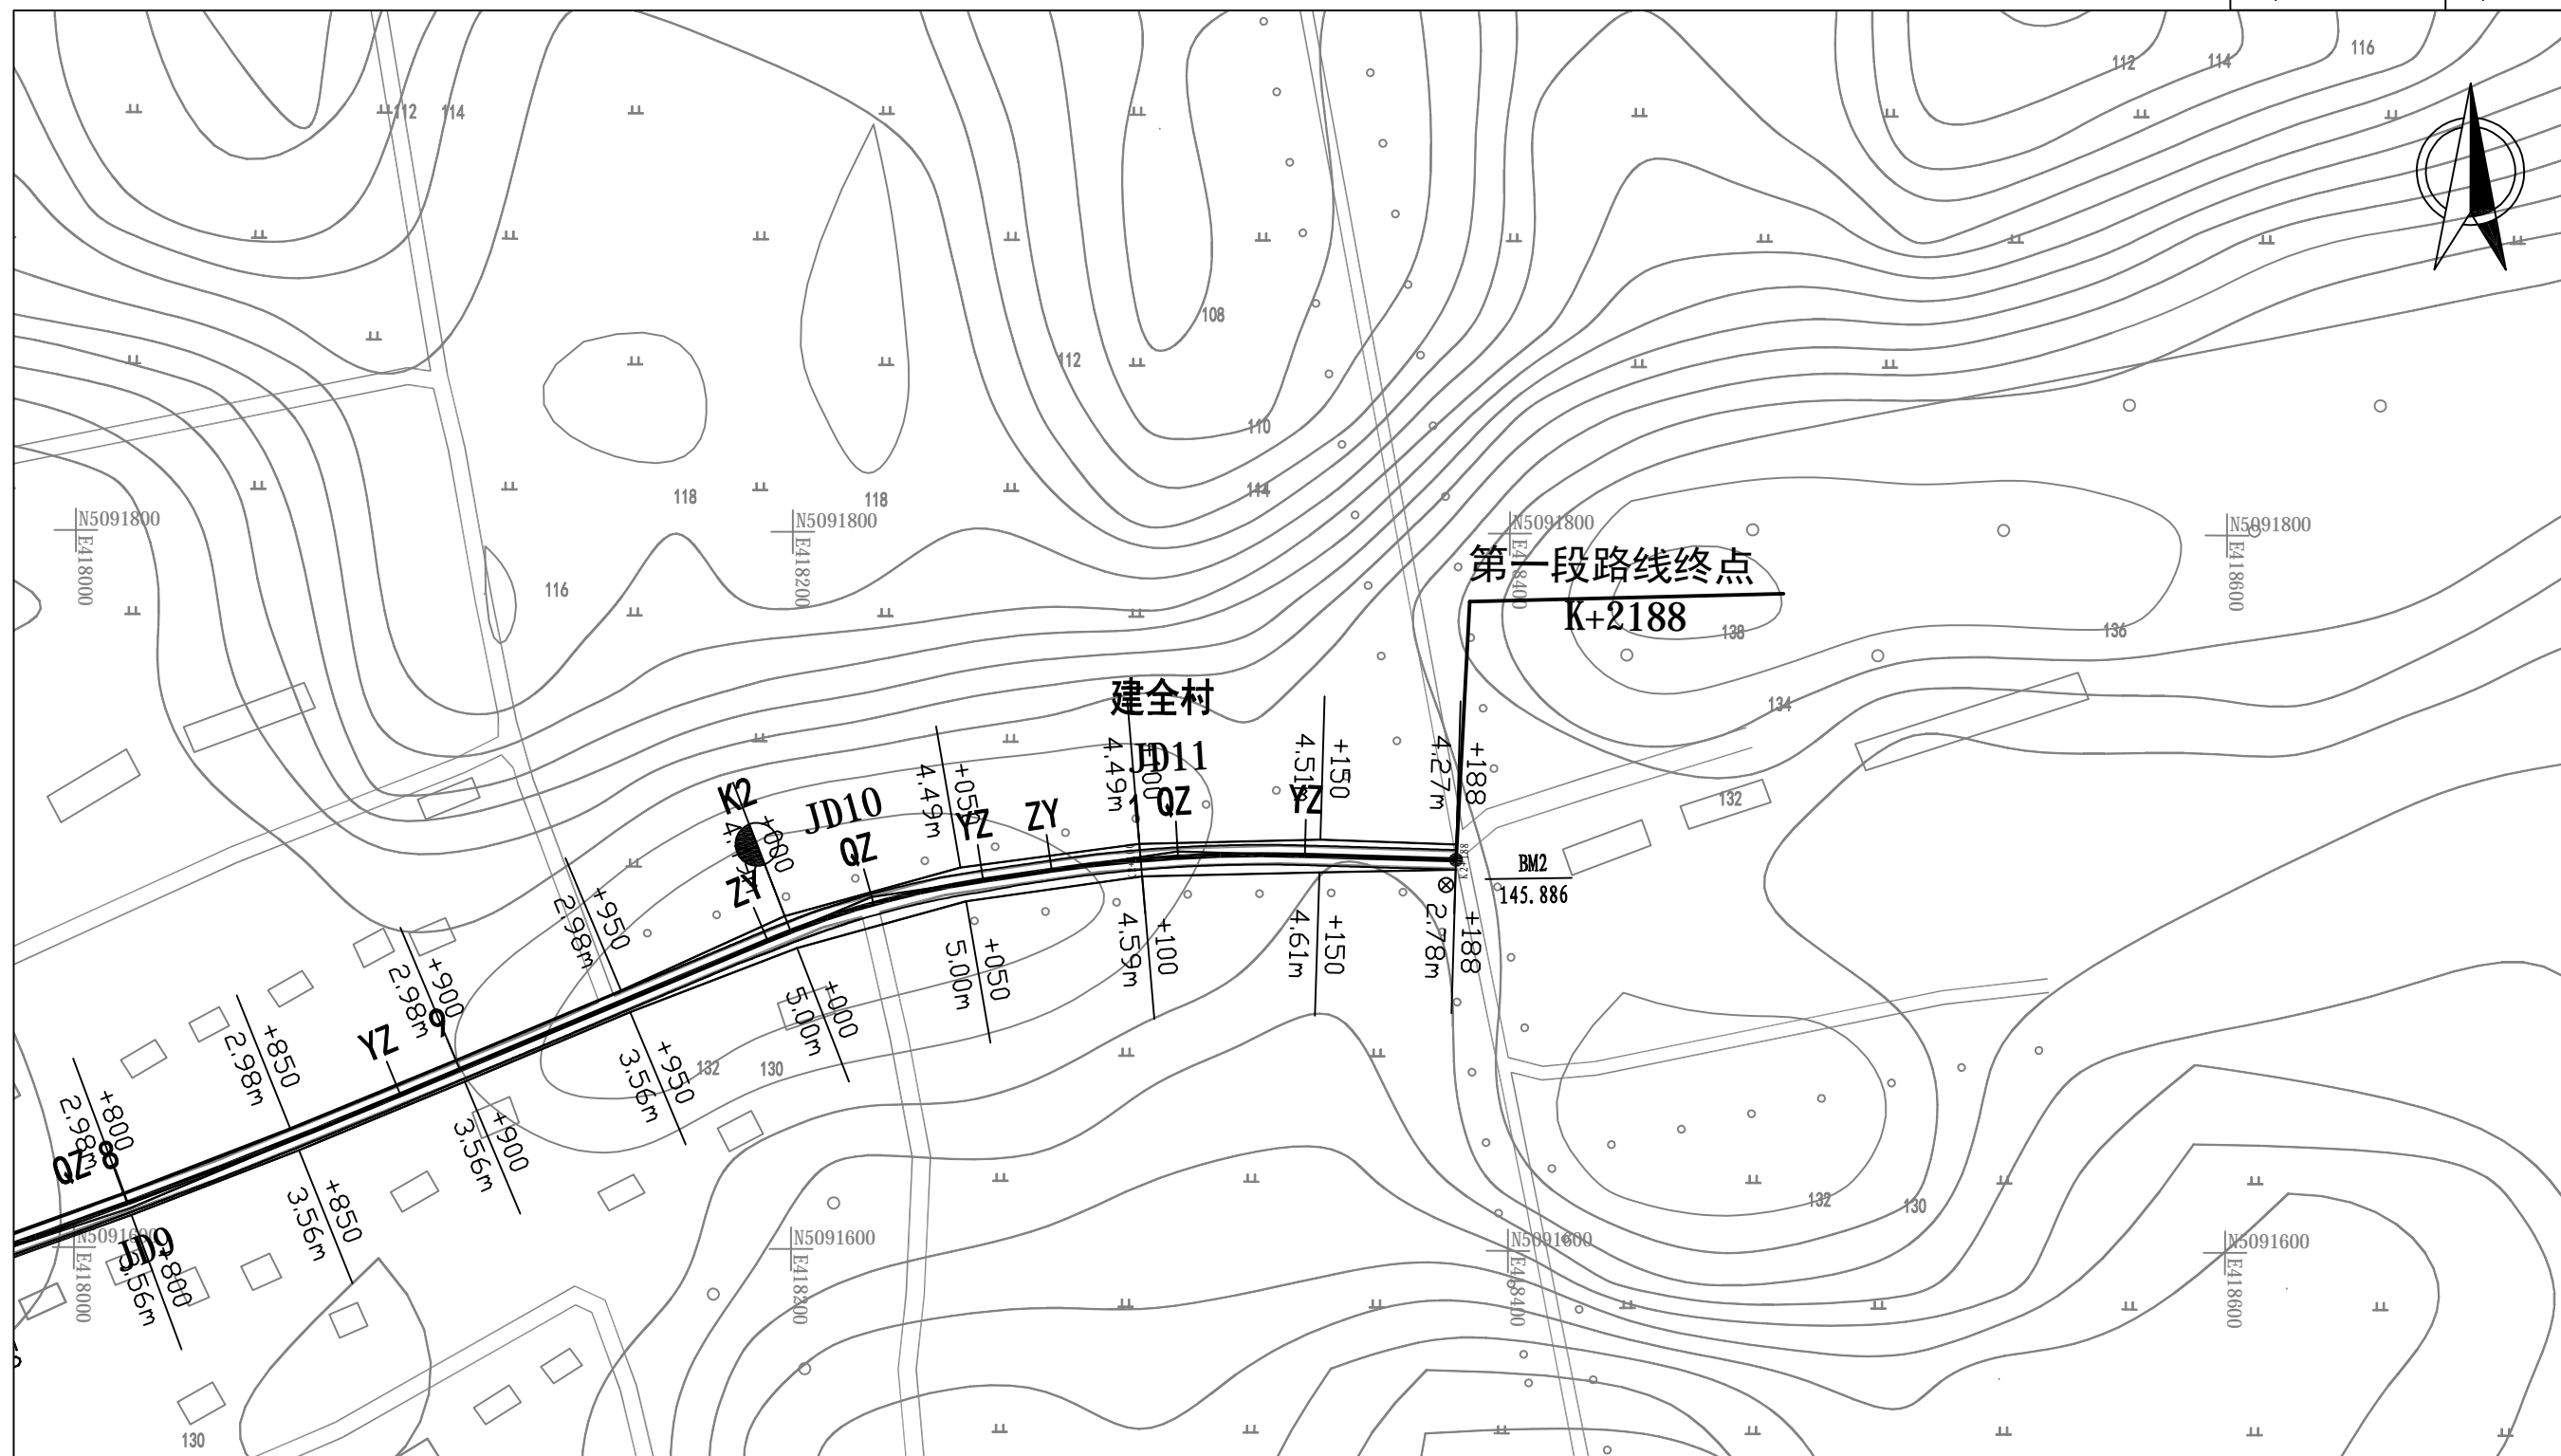 112
114
116
112
114
108
112
110
114
118
118
116
N5091800
E418000
N5091800
E418200
N5091800
E418400
N5091800
E418600
第一段路线终点
K+2188
138
136
134
132
建全村
JD11
+100
4.49m
QZ
YZ
+150
4.51m
+188
4.27m
K2
+000
ZY
JD10
QZ
+050
4.49m
YZ
ZY
BM2
145.886
+950
2.98m
+900
2.98m
9
YZ
+850
2.98m
+800
2.98m
QZ
8
JD9
+800
3.56m
+850
3.56m
+900
3.56m
+950
3.56m
+000
5.00m
+050
5.00m
+100
4.59m
+150
4.61m
+188
2.78m
132
130
132
130
N5091600
E418000
N5091600
E418200
N5091600
E418400
N5091600
E418600
130